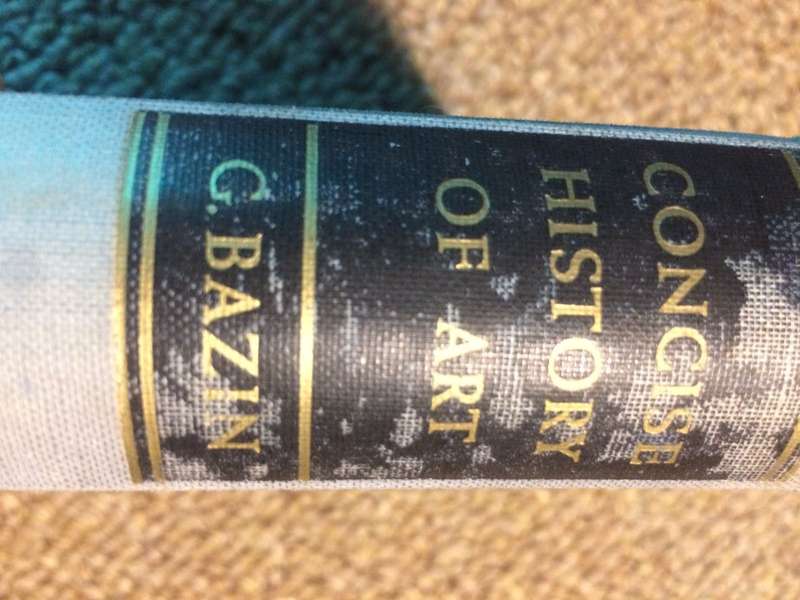 CONCISE
HISTORY
OF ART
G. BAZIN